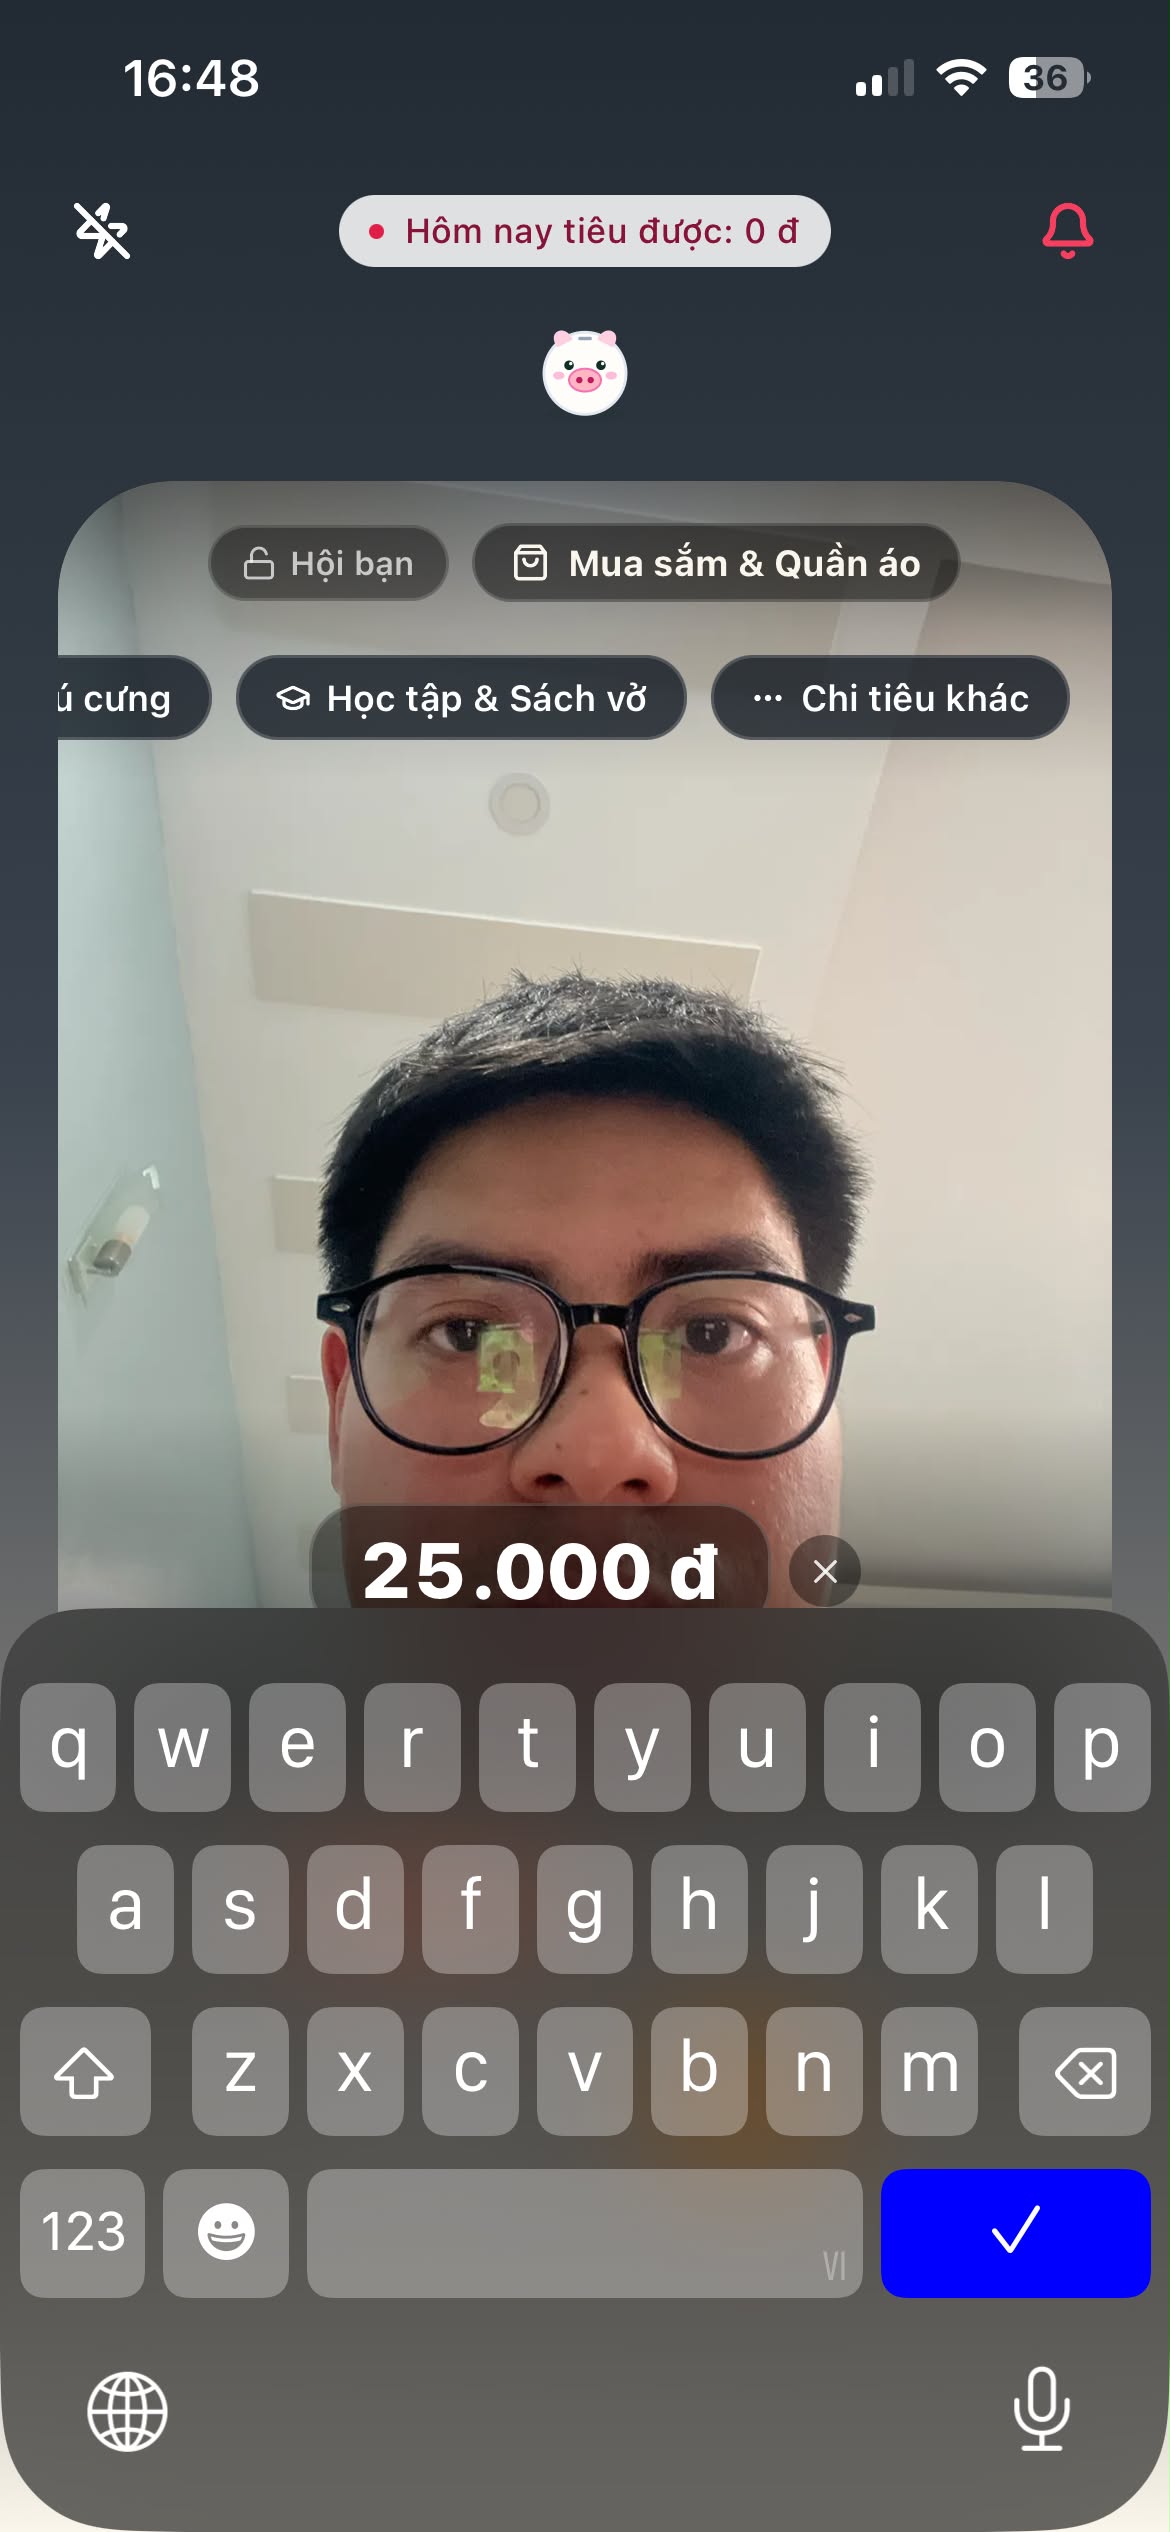 16:48
36
Hôm nay tiêu được: 0 đ
Hội bạn
Mua sắm & Quần áo
ú cưng
Học tập & Sách vở
Chi tiêu khác
25.000 đ
q w e r t y u i o p
a s d f g h j k l
z x c v b n m
123
VI